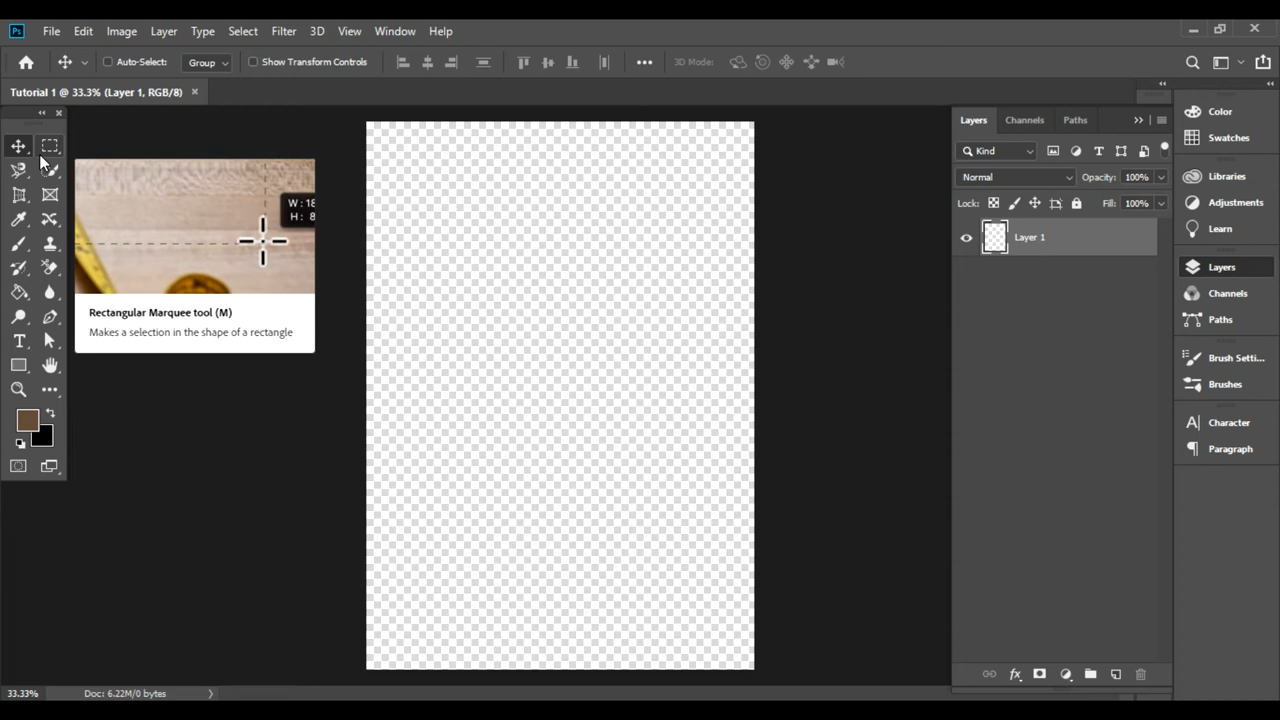 Ps File Edit Image Layer Type Select Filter 3D View Window Help
Auto-Select: Group Show Transform Controls 3D Mode:
Tutorial 1 @ 33.3% (Layer 1, RGB/8)
W: 18
H: 8
Rectangular Marquee tool (M)
Makes a selection in the shape of a rectangle
Layers Channels Paths
Kind
Normal Opacity: 100%
Lock: Fill: 100%
Layer 1
Color
Swatches
Libraries
Adjustments
Learn
Layers
Channels
Paths
Brush Setti...
Brushes
Character
Paragraph
33.33% Doc: 6.22M/0 bytes